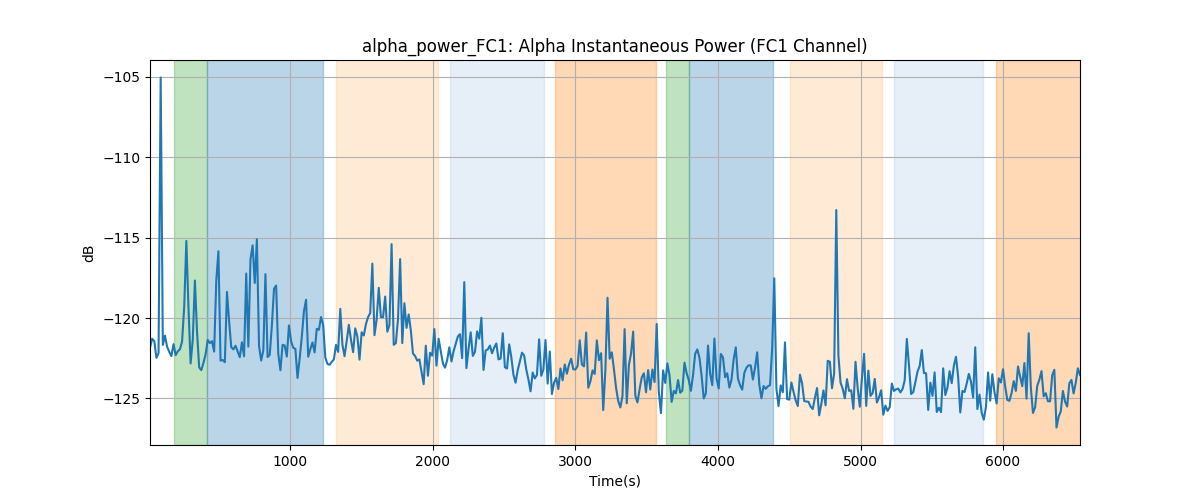 alpha_power_FC1: Alpha Instantaneous Power (FC1 Channel)
−105
−110
−115
−120
−125
dB
1000 2000 3000 4000 5000 6000
Time(s)